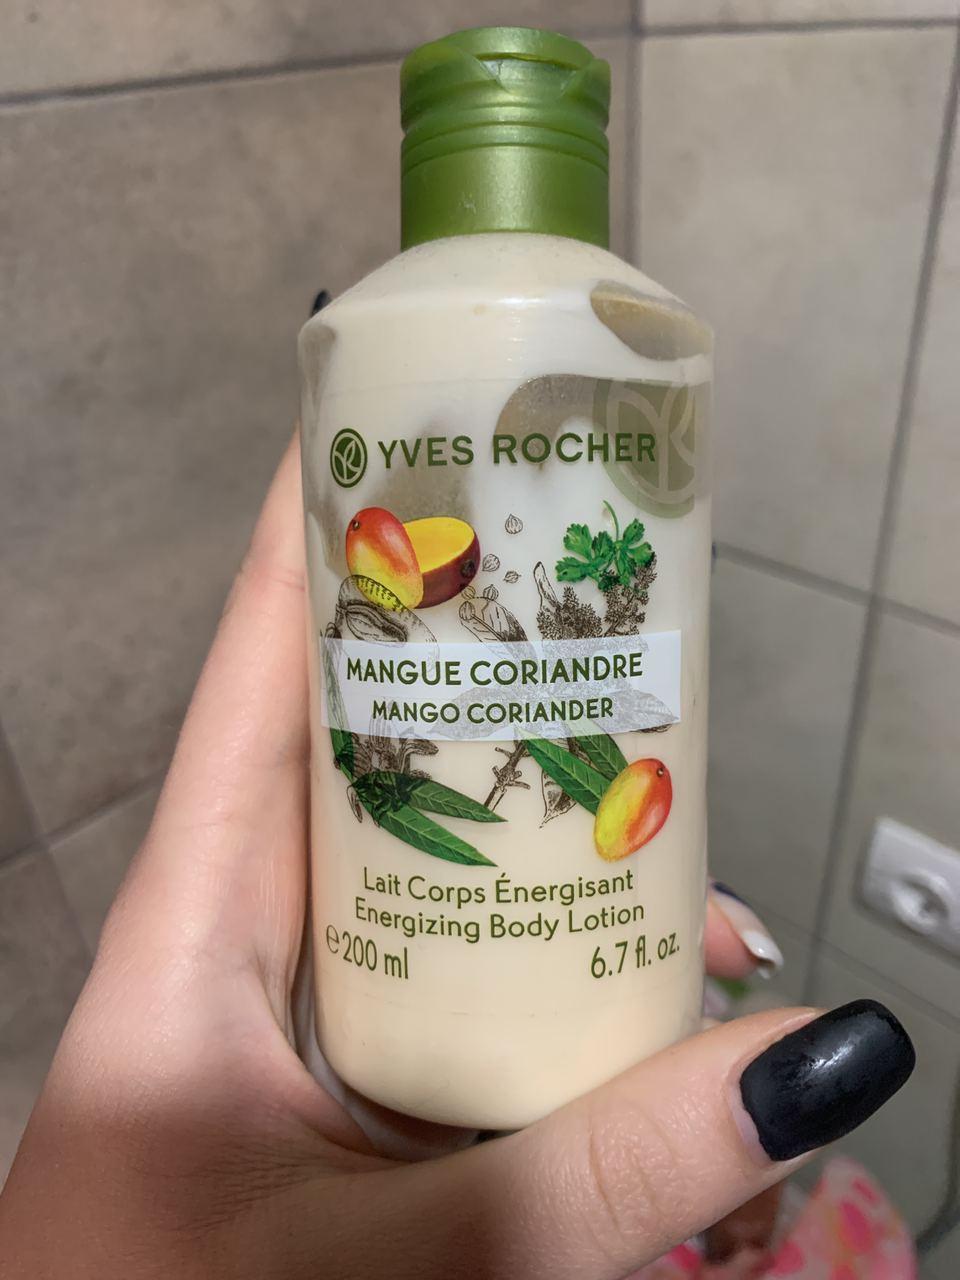 YVES ROCHER
MANGUE CORIANDRE
MANGO CORIANDER
Lait Corps Énergisant
Energizing Body Lotion
℮ 200 ml 6.7 fl. oz.